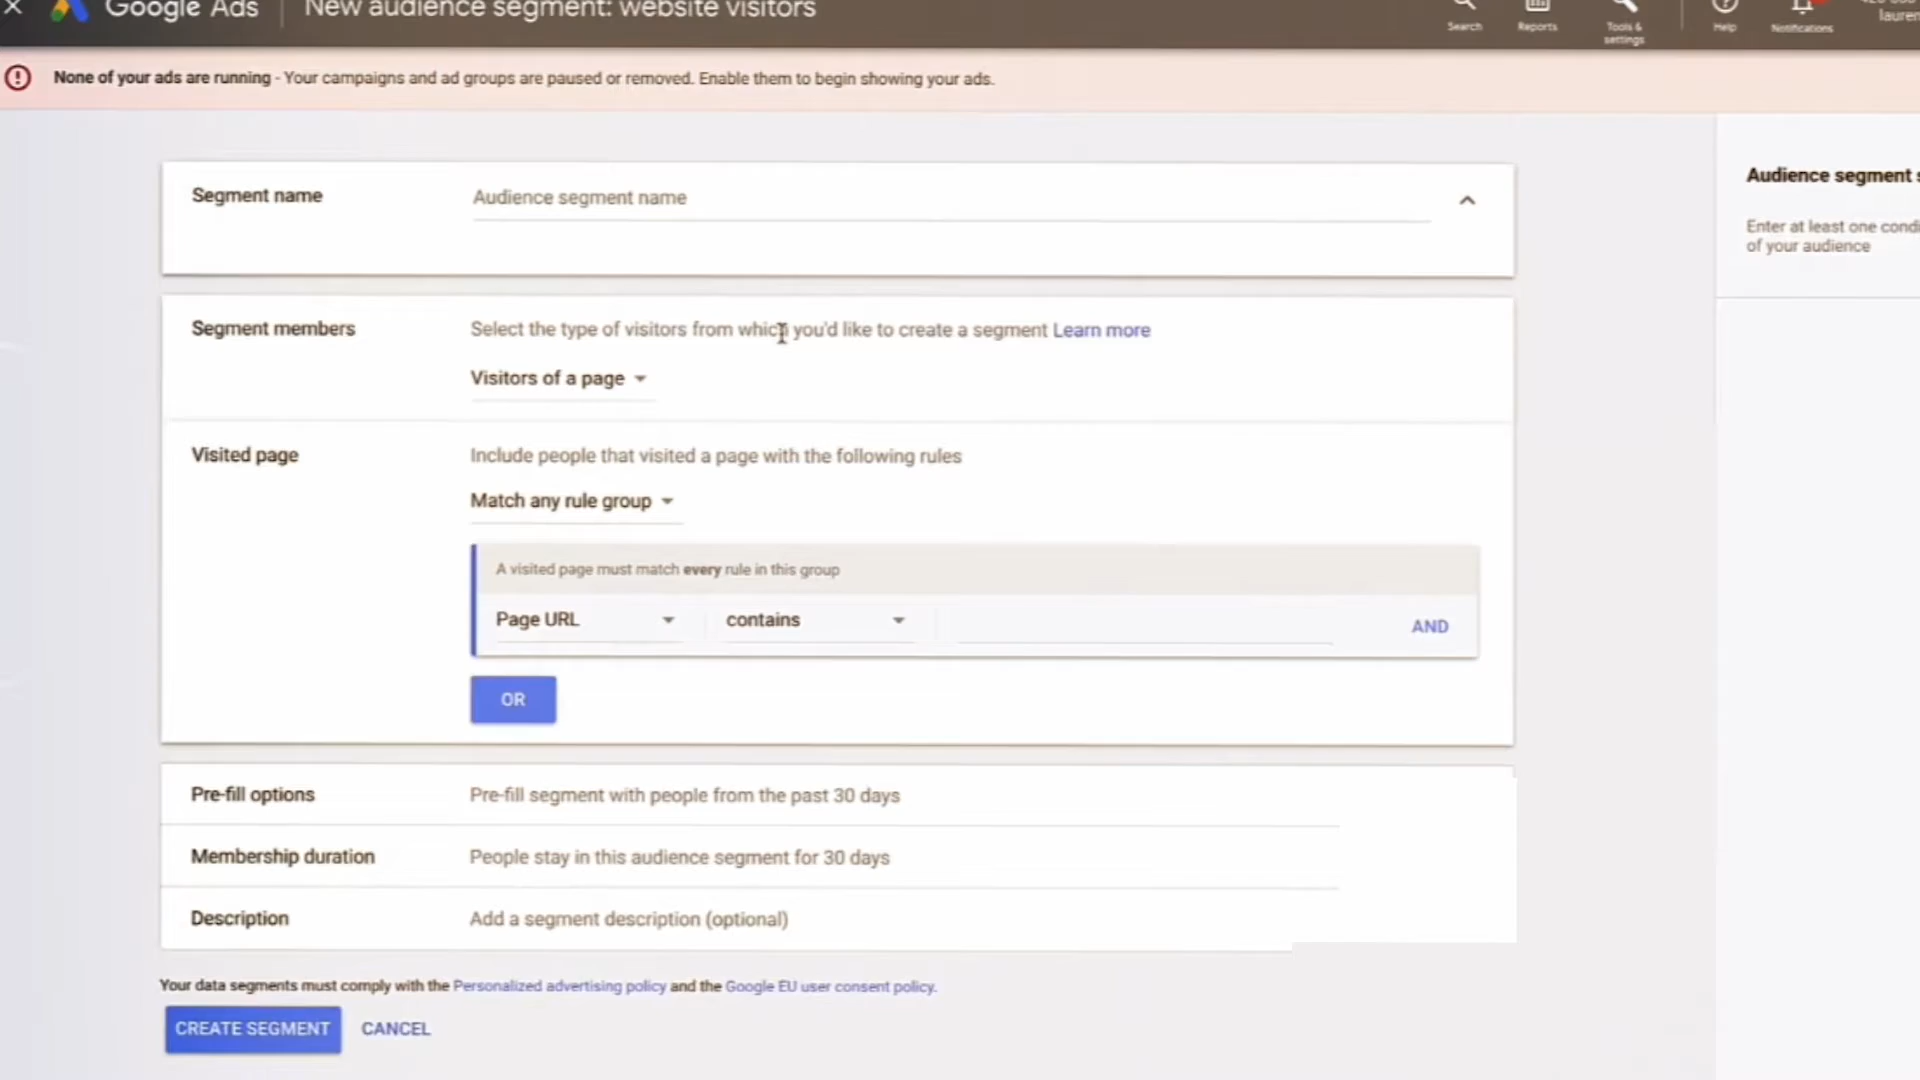 Google Ads
New audience segment: website visitors
Search
Reports
Tools &
settings
Help
Notifications
None of your ads are running - Your campaigns and ad groups are paused or removed. Enable them to begin showing your ads.
Segment name
Audience segment name
Audience segment
Enter at least one
of your audience
Segment members
Select the type of visitors from which you'd like to create a segment Learn more
Visitors of a page
Visited page
Include people that visited a page with the following rules
Match any rule group
A visited page must match every rule in this group
Page URL
contains
AND
OR
Pre-fill options
Pre-fill segment with people from the past 30 days
Membership duration
People stay in this audience segment for 30 days
Description
Add a segment description (optional)
Your data segments must comply with the Personalized advertising policy and the Google EU user consent policy.
CREATE SEGMENT
CANCEL